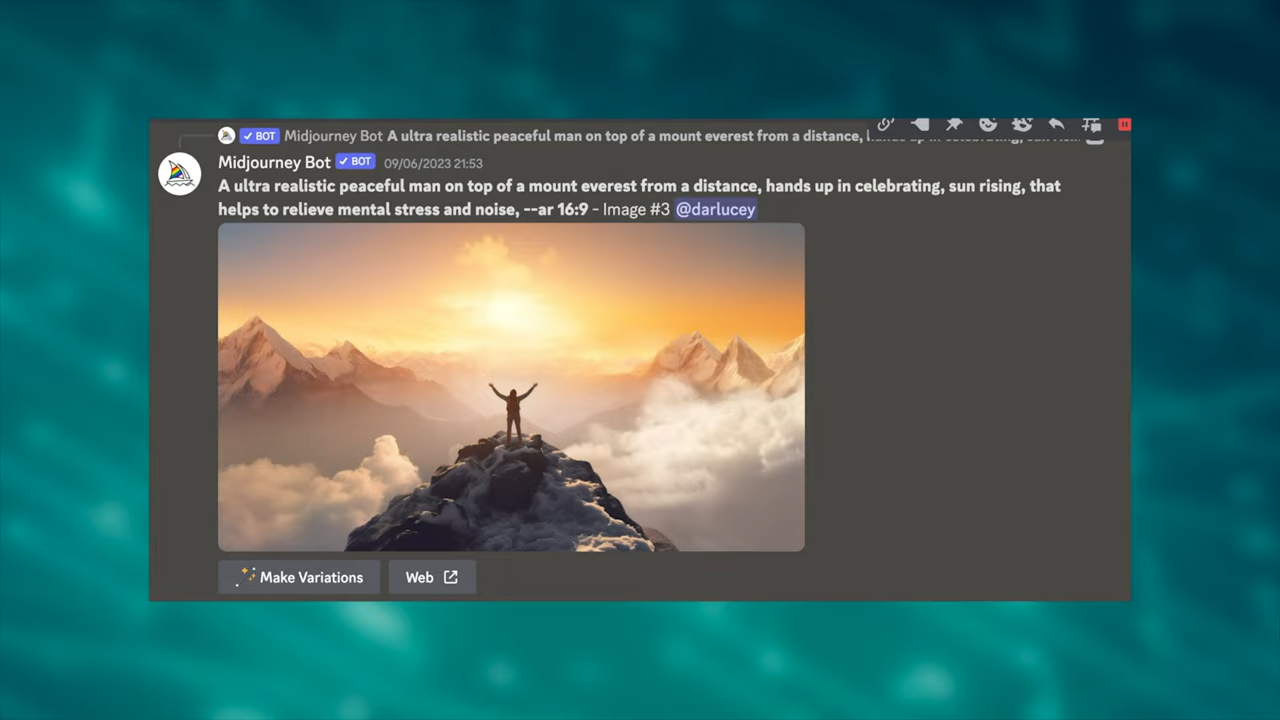 BOT Midjourney Bot A ultra realistic peaceful man on top of a mount everest from a distance,
Midjourney Bot BOT 09/06/2023 21:53
A ultra realistic peaceful man on top of a mount everest from a distance, hands up in celebrating, sun rising, that
helps to relieve mental stress and noise, --ar 16:9 - Image #3 @darlucey
Make Variations Web